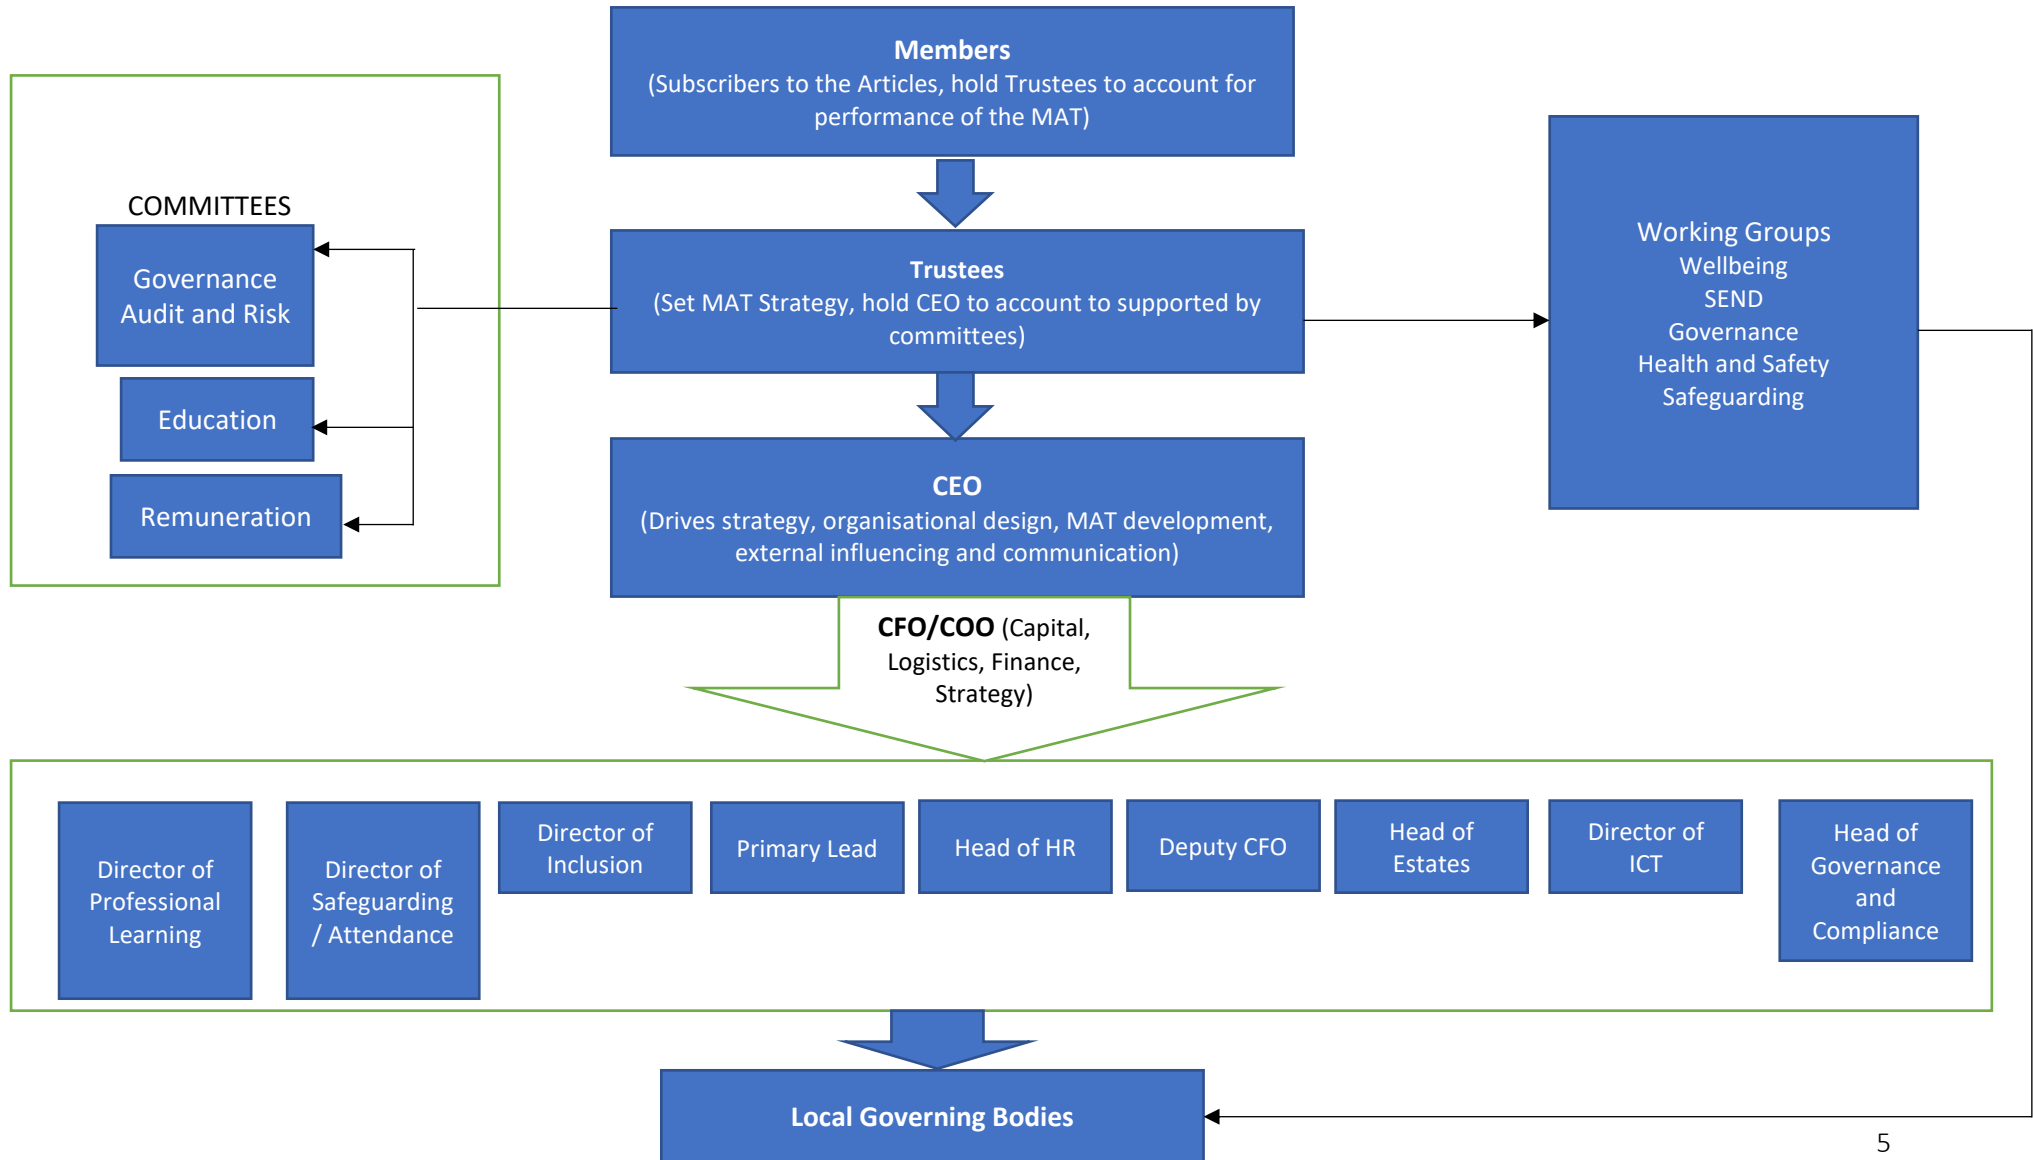 Members
(Subscribers to the Articles, hold Trustees to account for
performance of the MAT)
COMMITTEES
Governance
Audit and Risk
Education
Remuneration
Trustees
(Set MAT Strategy, hold CEO to account to supported by
committees)
Working Groups
Wellbeing
SEND
Governance
Health and Safety
Safeguarding
CEO
(Drives strategy, organisational design, MAT development,
external influencing and communication)
CFO/COO (Capital,
Logistics, Finance,
Strategy)
Director of
Professional
Learning
Director of
Safeguarding
/ Attendance
Director of
Inclusion
Primary Lead
Head of HR
Deputy CFO
Head of
Estates
Director of
ICT
Head of
Governance
and
Compliance
Local Governing Bodies
5